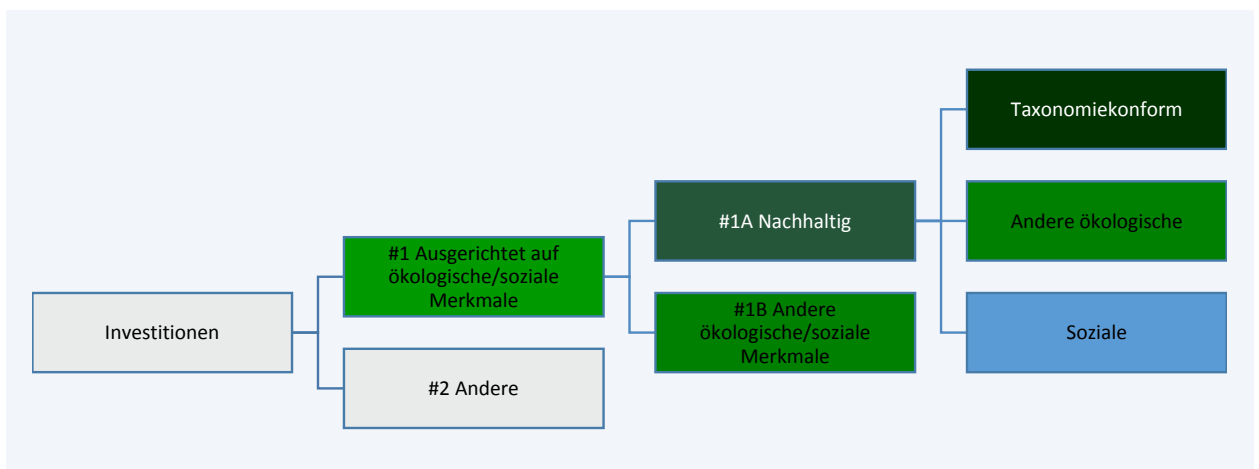 Investitionen
#1 Ausgerichtet auf
ökologische/soziale
Merkmale
#2 Andere
#1A Nachhaltig
#1B Andere
ökologische/soziale
Merkmale
Taxonomiekonform
Andere ökologische
Soziale